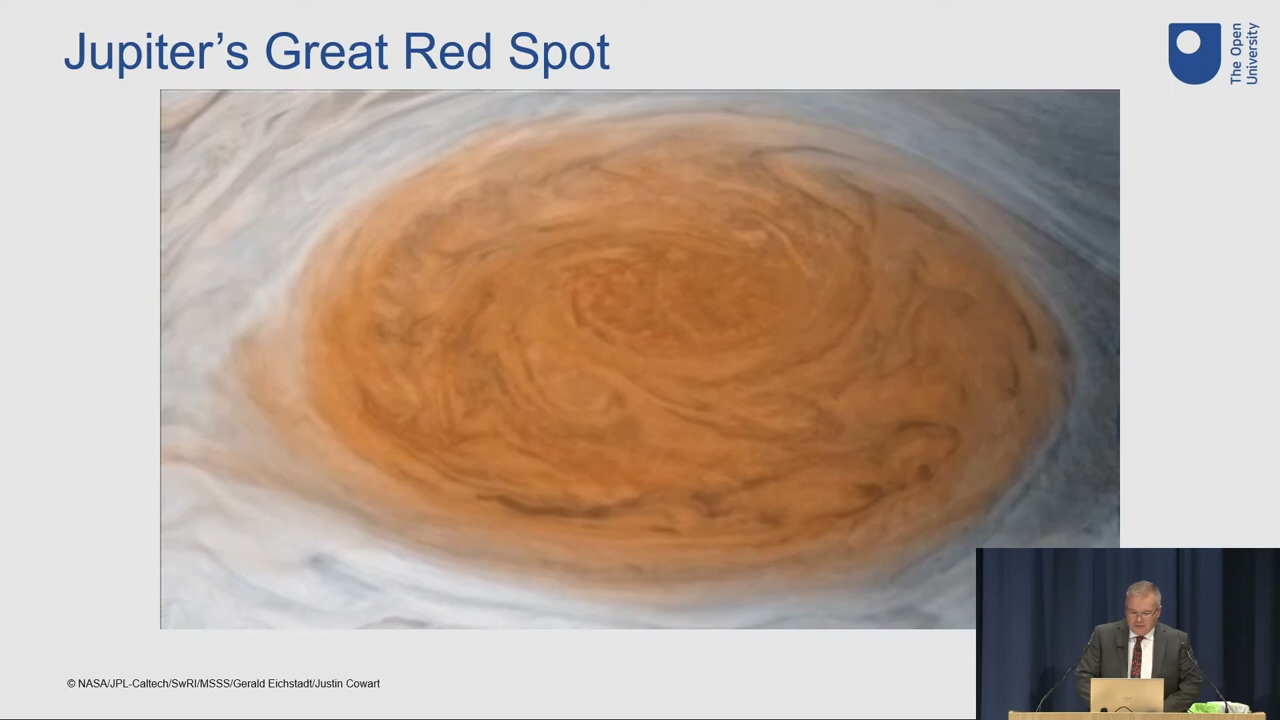 Jupiter's Great Red Spot
The Open
University
© NASA/JPL-Caltech/SwRI/MSSS/Gerald Eichstadt/Justin Cowart